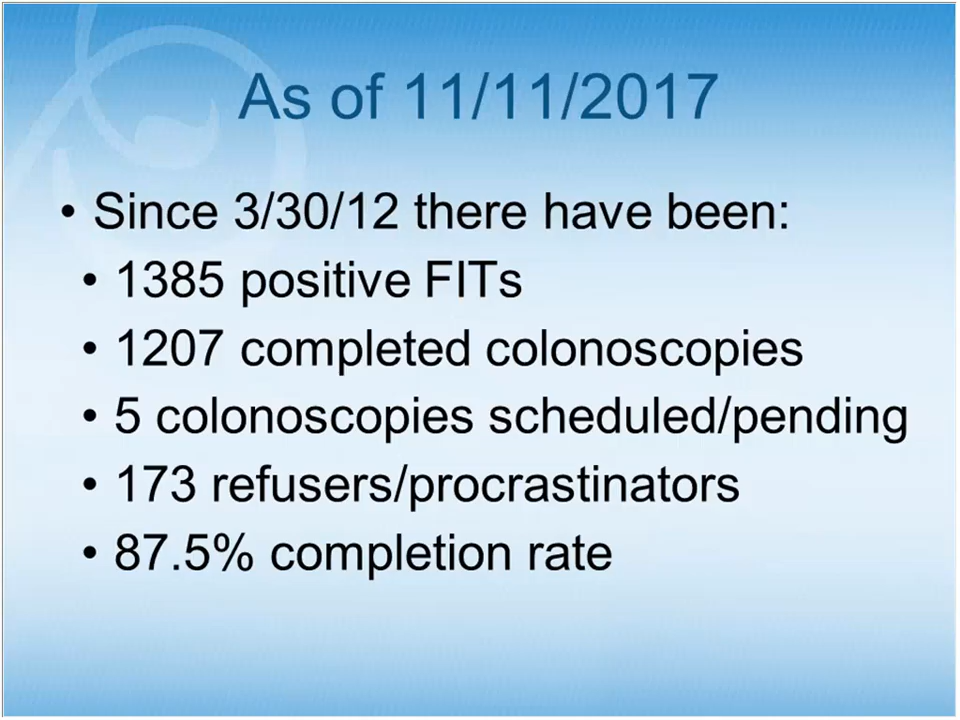 As of 11/11/2017
• Since 3/30/12 there have been:
• 1385 positive FITs
• 1207 completed colonoscopies
• 5 colonoscopies scheduled/pending
• 173 refusers/procrastinators
• 87.5% completion rate